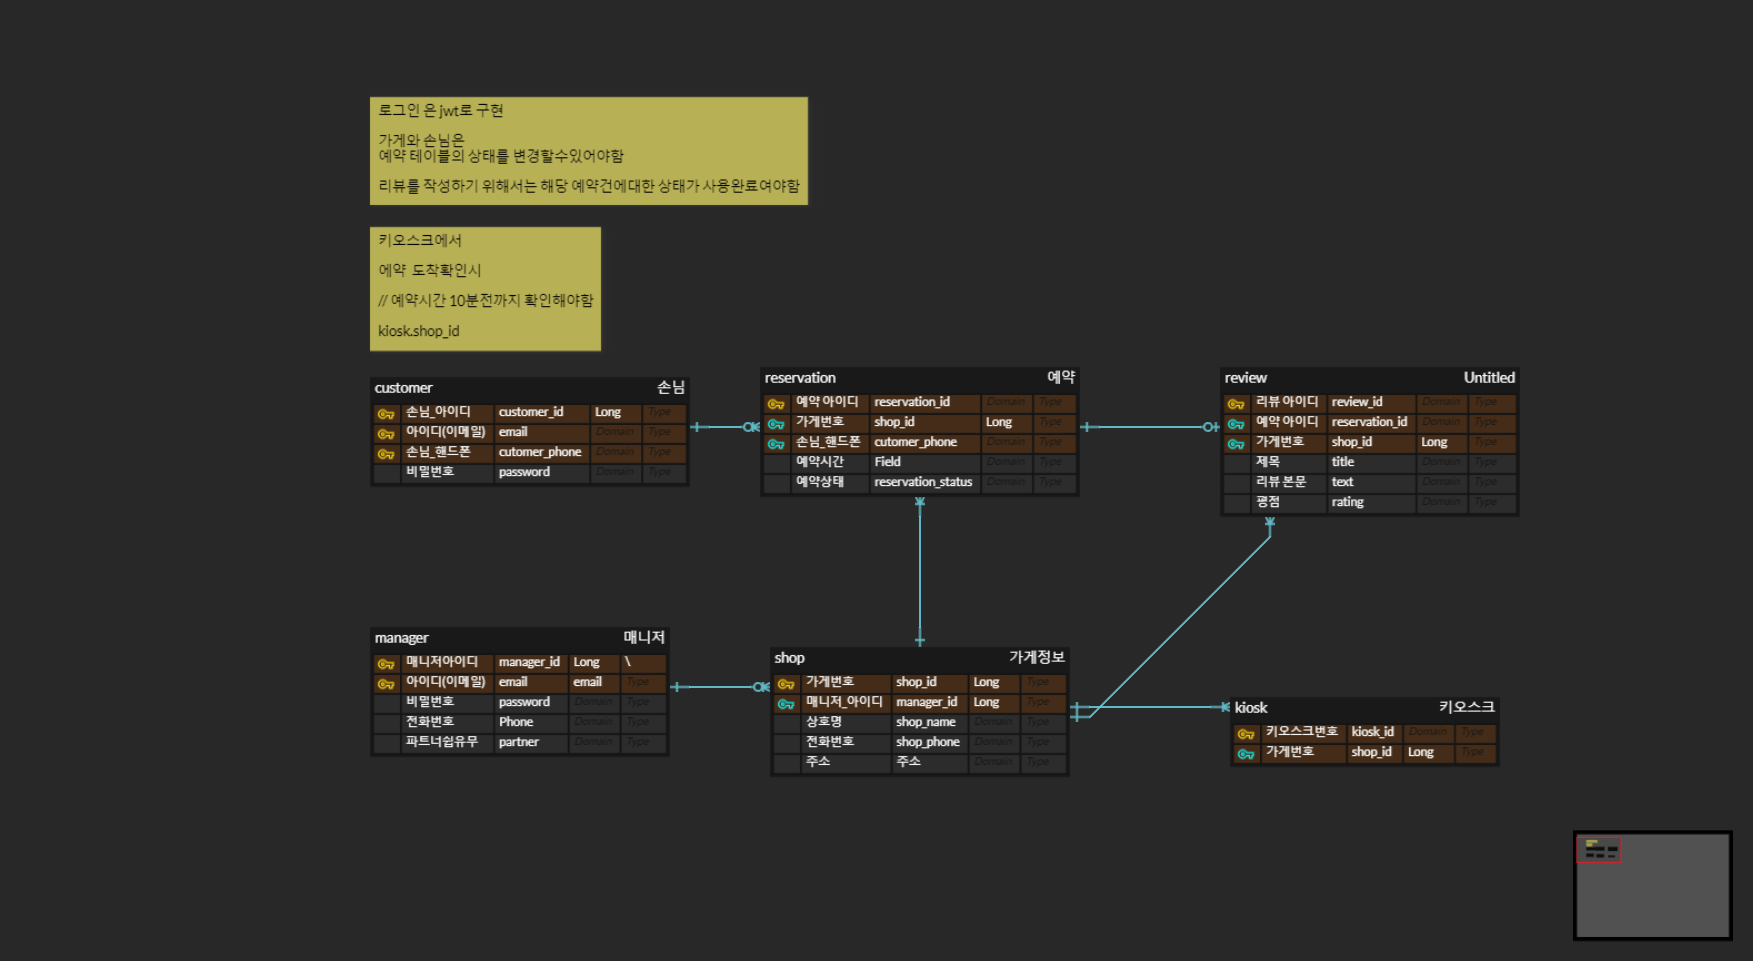 로그인 은 jwt로 구현
가게와 손님은
예약 테이블의 상태를 변경할수있어야함
리뷰를 작성하기 위해서는 해당 예약건에대한 상태가 사용완료여야함
키오스크에서
에약 도착확인시
// 예약시간 10분전까지 확인해야함
kiosk.shop_id
customer 손님
손님_아이디 customer_id Long Type
아이디(이메일) email Domain Type
손님_핸드폰 cutomer_phone Domain Type
비밀번호 password Domain Type
reservation 예약
예약 아이디 reservation_id Domain Type
가게번호 shop_id Long Type
손님_핸드폰 cutomer_phone Domain Type
예약시간 Field Domain Type
예약상태 reservation_status Domain Type
review Untitled
리뷰 아이디 review_id Domain Type
예약 아이디 reservation_id Domain Type
가게번호 shop_id Long Type
제목 title Domain Type
리뷰 본문 text Domain Type
평점 rating Domain Type
manager 매니저
매니저아이디 manager_id Long \
아이디(이메일) email email Type
비밀번호 password Domain Type
전화번호 Phone Domain Type
파트너쉽유무 partner Domain Type
shop 가게정보
가게번호 shop_id Long Type
매니저_아이디 manager_id Long Type
상호명 shop_name Domain Type
전화번호 shop_phone Domain Type
주소 주소 Domain Type
kiosk 키오스크
키오스크번호 kiosk_id Domain Type
가게번호 shop_id Long Type